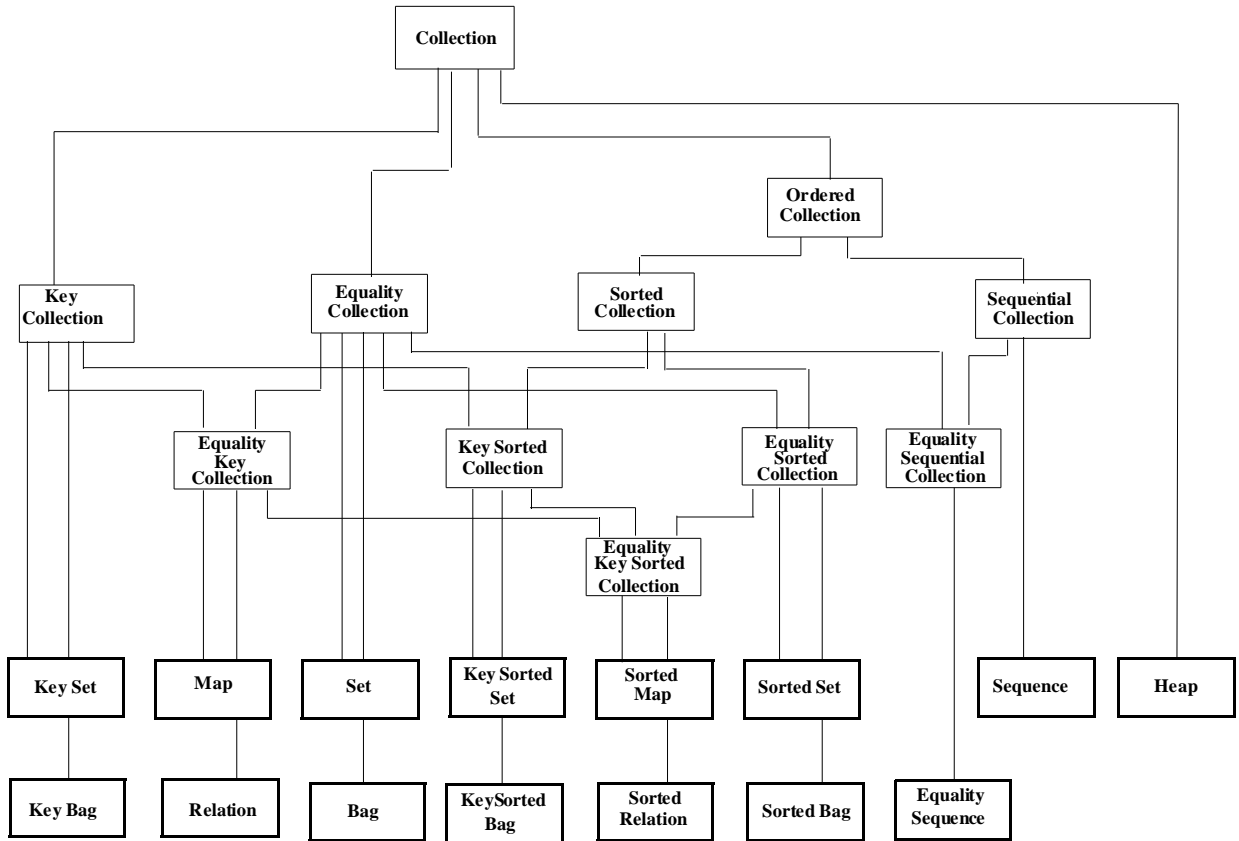 Collection
Ordered
Collection
Key
Collection
Equality
Collection
Sorted
Collection
Sequential
Collection
Equality
Key
Collection
Key Sorted
Collection
Equality
Sorted
Collection
Equality
Sequential
Collection
Equality
Key Sorted
Collection
Key Set
Map
Set
Key Sorted
Set
Sorted
Map
Sorted Set
Sequence
Heap
Key Bag
Relation
Bag
KeySorted
Bag
Sorted
Relation
Sorted Bag
Equality
Sequence